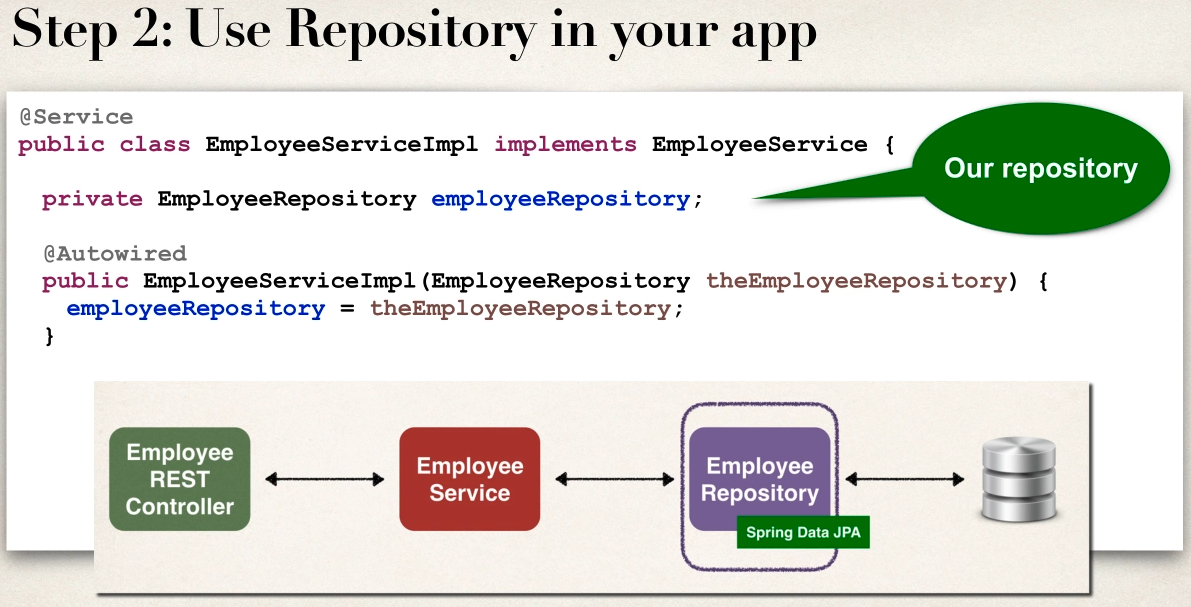 Step 2: Use Repository in your app
@Service
public class EmployeeServiceImpl implements EmployeeService {
private EmployeeRepository employeeRepository;
Our repository
@Autowired
public EmployeeServiceImpl(EmployeeRepository theEmployeeRepository) {
employeeRepository = theEmployeeRepository;
}
Employee
REST
Controller
Employee
Service
Employee
Repository
Spring Data JPA